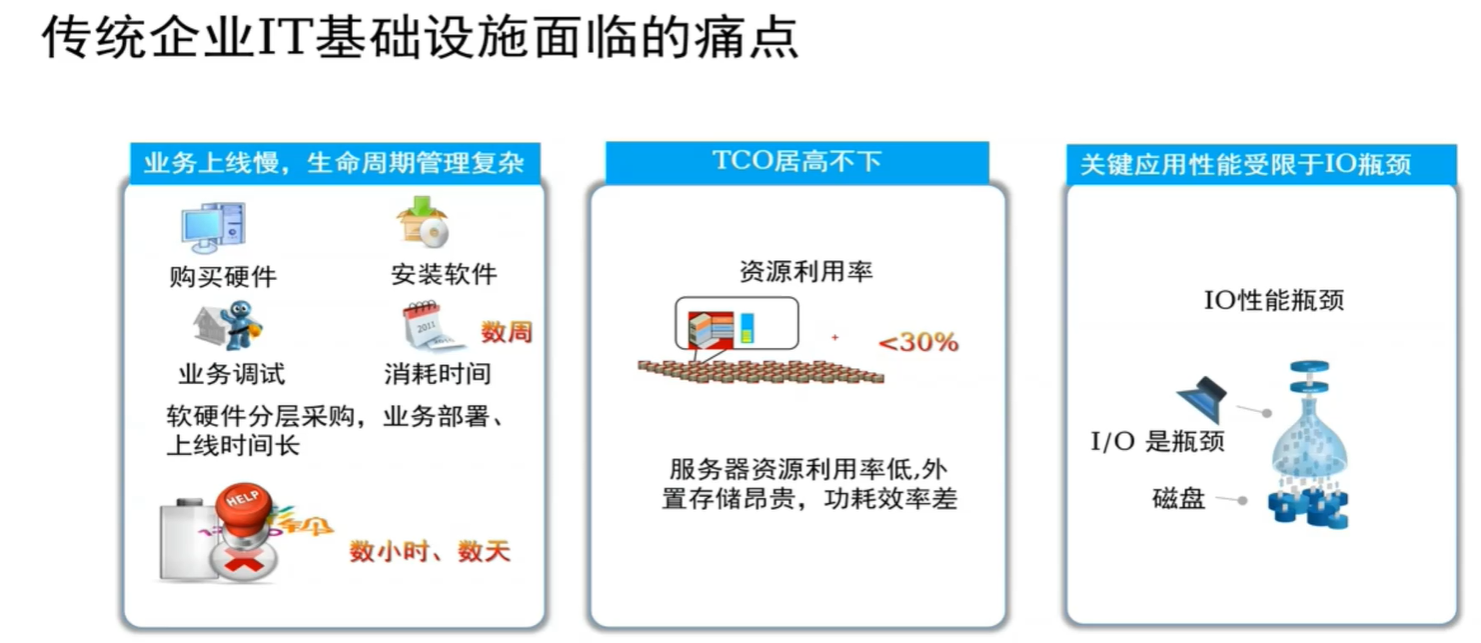 传统企业IT基础设施面临的痛点
业务上线慢，生命周期管理复杂
购买硬件
安装软件
2011
数周
业务调试
消耗时间
软硬件分层采购，业务部署、
上线时间长
HELP
数小时、数天
TCO居高不下
资源利用率
<30%
服务器资源利用率低,外
置存储昂贵，功耗效率差
关键应用性能受限于IO瓶颈
IO性能瓶颈
I/O 是瓶颈
磁盘